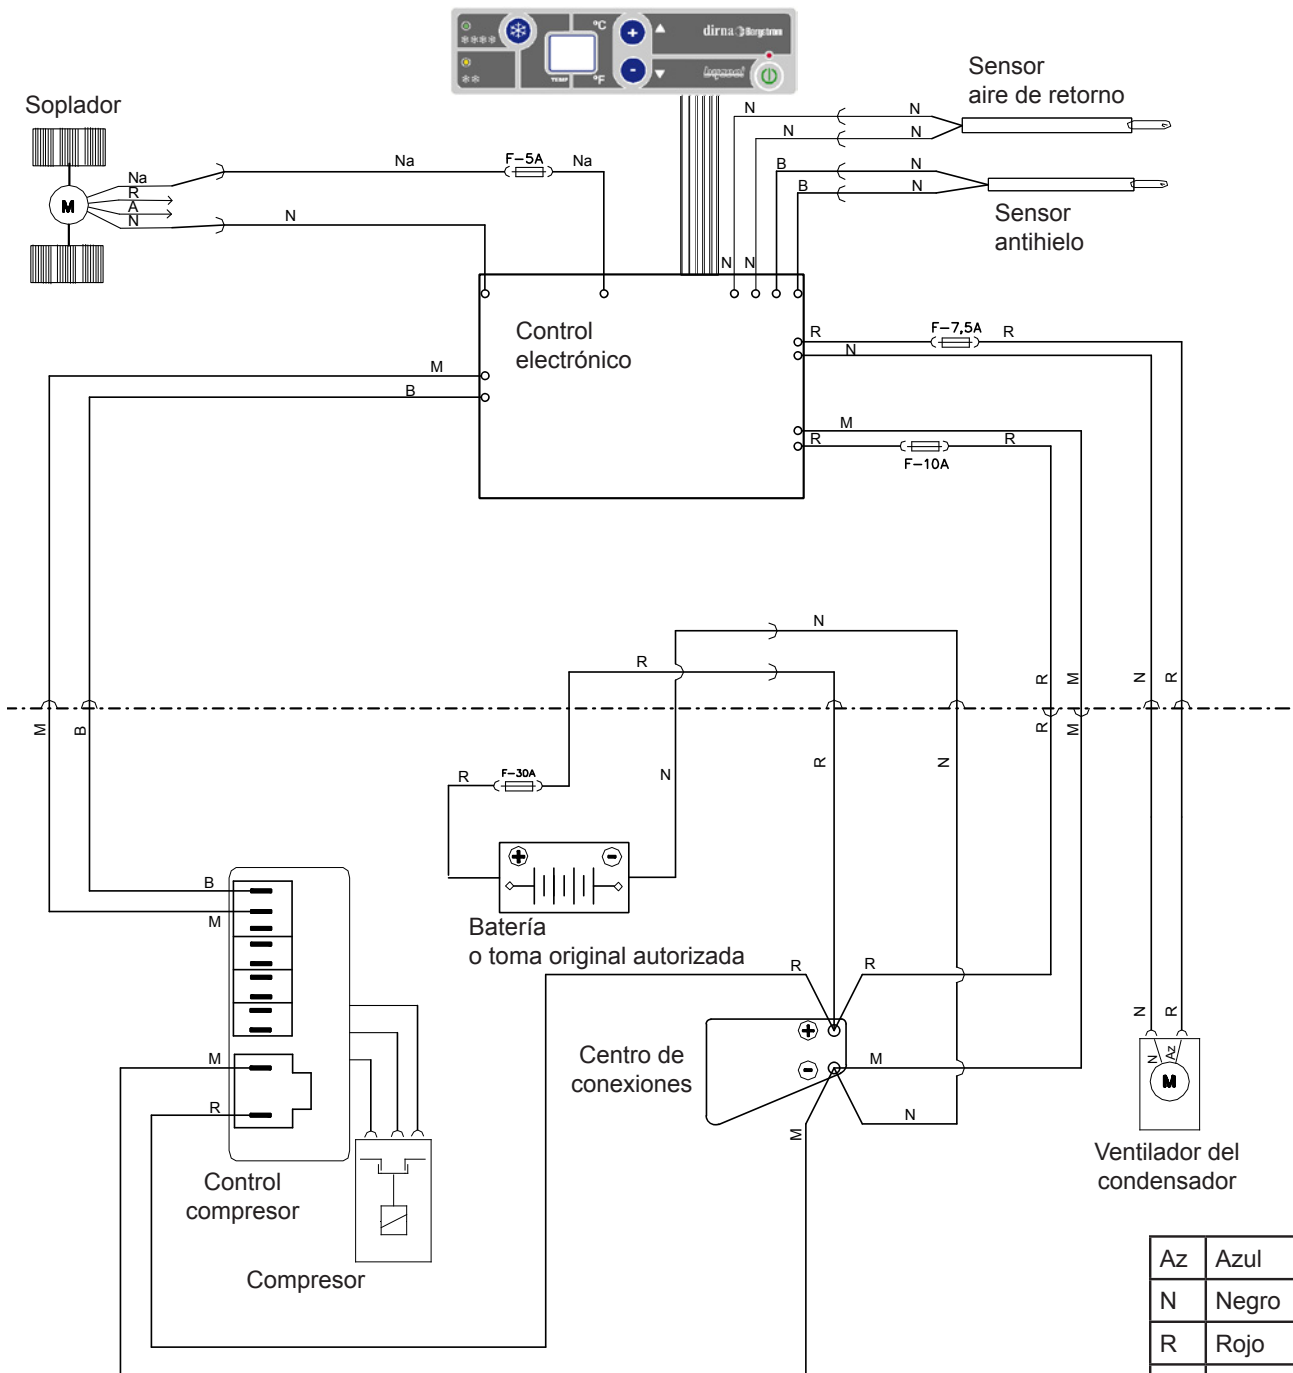 °C
dirna Bergstrom
TEMP
°F
Sensor
aire de retorno
Soplador
N
N
N
N
Na
F-5A
Na
B
N
B
N
Na
R
A
N
N
M
Sensor
antihielo
N
N
Control
electrónico
R
F-7,5A
R
N
M
B
M
R
R
F-10A
N
R
R
M
N
R
M
B
R
M
R
F-30A
N
R
N
B
M
Batería
o toma original autorizada
R
R
N
R
M
R
Centro de
conexiones
M
N
M
N
Az
M
Ventilador del
condensador
Control
compresor
Compresor
Az Azul
N Negro
R Rojo